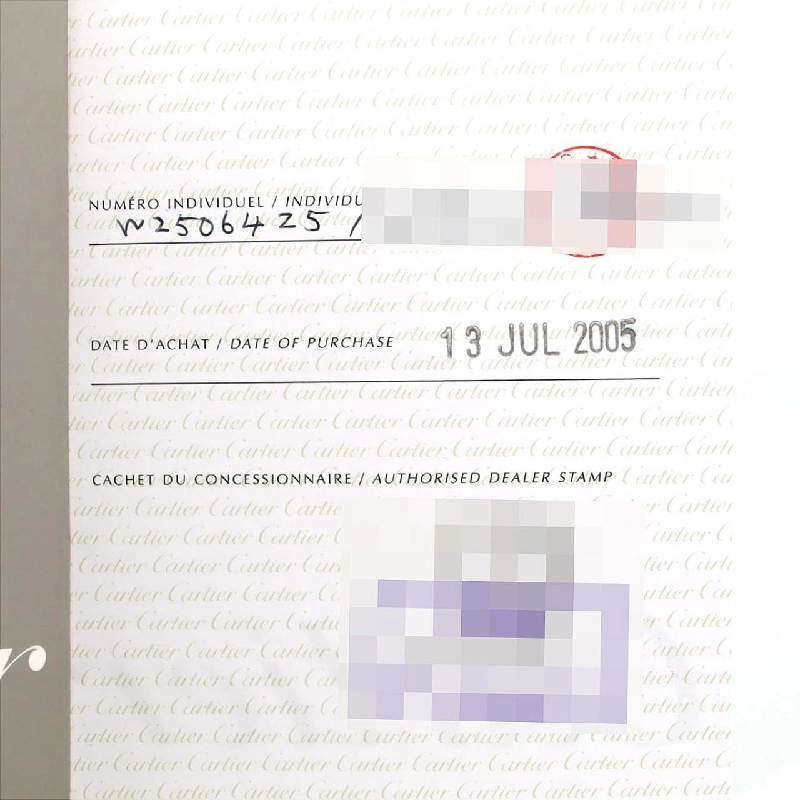 NUMÉRO INDIVIDUEL / INDIVIDU
W2506425 /
DATE D'ACHAT / DATE OF PURCHASE 13 JUL 2005
CACHET DU CONCESSIONNAIRE / AUTHORISED DEALER STAMP